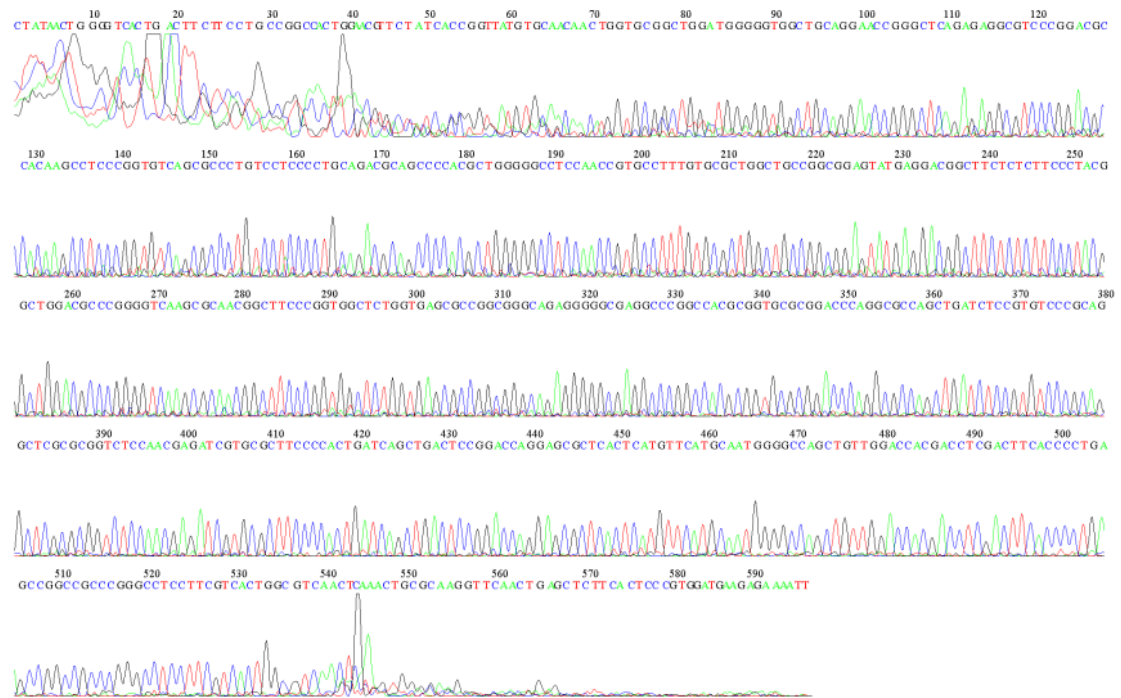 10 20 30 40 50 60 70 80 90 100 110 120
CTATAACTGGGGTCACTGACTTCTTCCTGCCGGCCACTGGAACGTTCTATCACCGGTTATGTGCAACAACTGGTGCGGCTGGATGGGGGTGGCTGCAGGAACCGGGCTCAGAGAGGCGTCCCGGACGC
130 140 150 160 170 180 190 200 210 220 230 240 250
CACAAGCCTCCCGGTGTCAGCGCCCTGTCCTCCCCTGCAGACGCAGCCCCACGCTGGGGGCCTCCAACCGTGCCTTTGTGCGCTGGCTGCCGGCGGAGTATGAGGACGGCTTCTCTCTTCCCTACG
260 270 280 290 300 310 320 330 340 350 360 370 380
GCTGGACGCCCGGGGTCAAGCGCAACGGCTTCCCGGTGGCTCTGGTGAGCGCCGGCGGGCAGAGGGGGCGAGGCCCGGCCACGCGGTGCGCGGACCCAGGCGCCAGCTGATCTCCGTGTCCCGCAG
390 400 410 420 430 440 450 460 470 480 490 500
GCTCGCGCGGTCTCCAACGAGATCGTGCGCTTCCCCACTGATCAGCTGACTCCGGACCAGGAGCGCTCACTCATGTTCATGCAATGGGGCCAGCTGTTGGACCACGACCTCGACTTCACCCCTGA
510 520 530 540 550 560 570 580 590
GCCGGCCGCCCGGGCCTCCTTCGTCACTGGCGTCAACTCAAACTGCGCAAGGTTCAACTGAGCTCTTCACTCCCGTGGATGAAGAGAAAATT